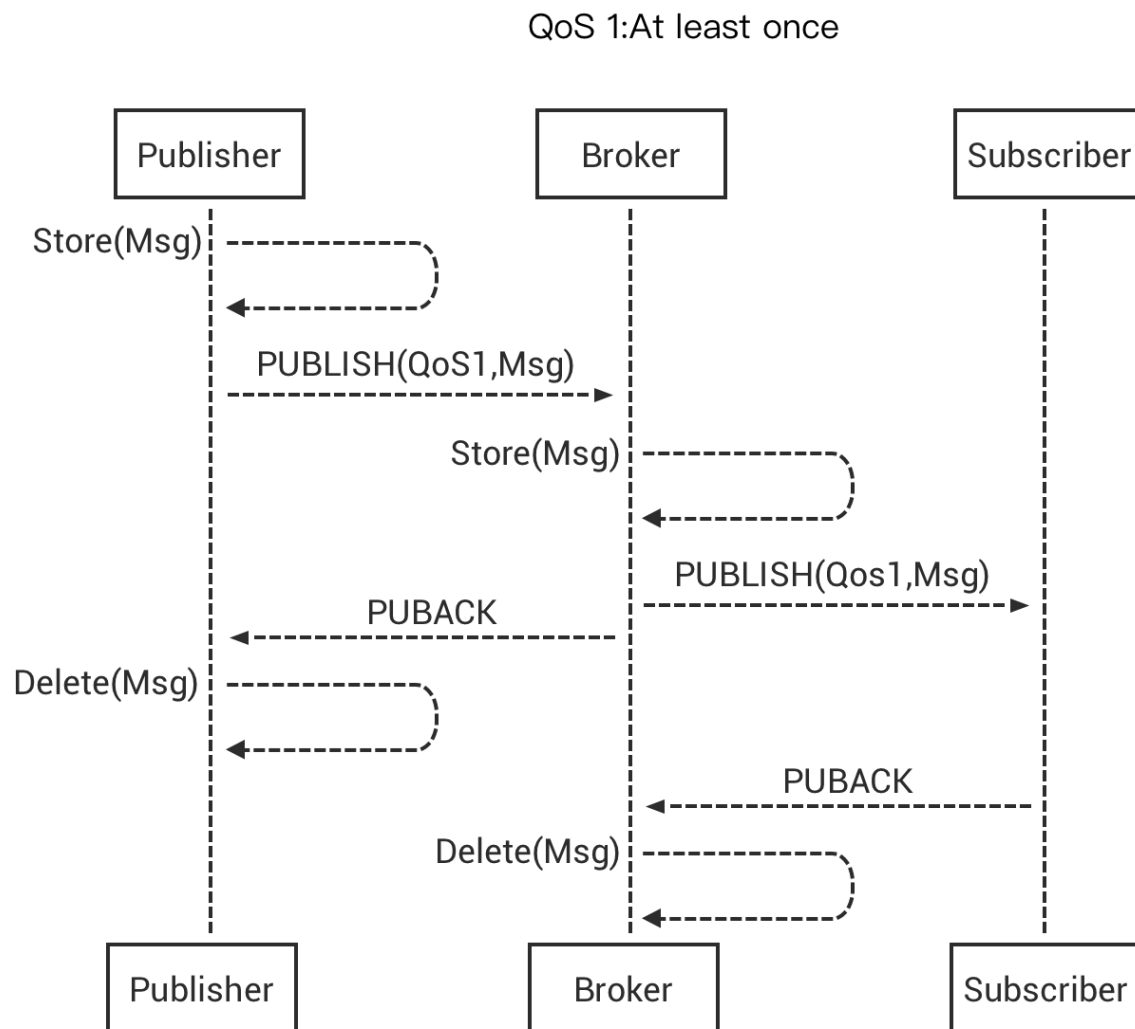 QoS 1:At least once
Publisher
Broker
Subscriber
Store(Msg)
PUBLISH(QoS1,Msg)
Store(Msg)
PUBLISH(Qos1,Msg)
PUBACK
Delete(Msg)
PUBACK
Delete(Msg)
Publisher
Broker
Subscriber